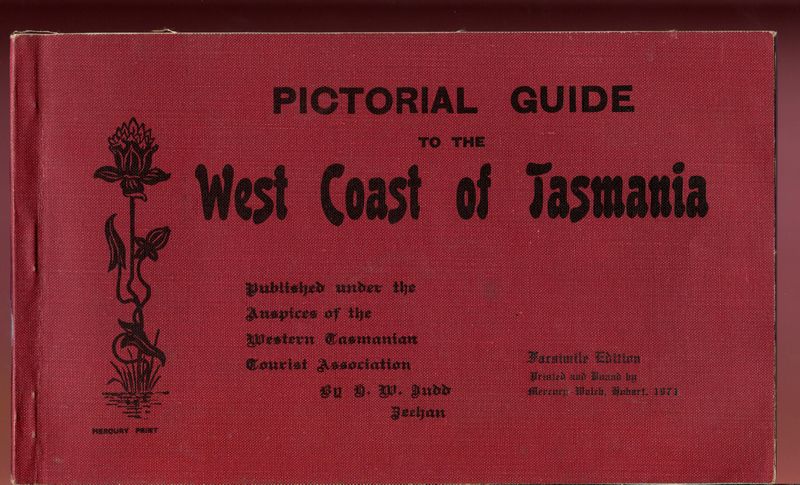 PICTORIAL GUIDE
TO THE
West Coast of Tasmania
Published under the
Auspices of the
Western Tasmanian
Tourist Association
By H. W. Judd
Zeehan
Facsimile Edition
Printed and Bound by
Mercury-Walch, Hobart, 1971
MERCURY PRINT